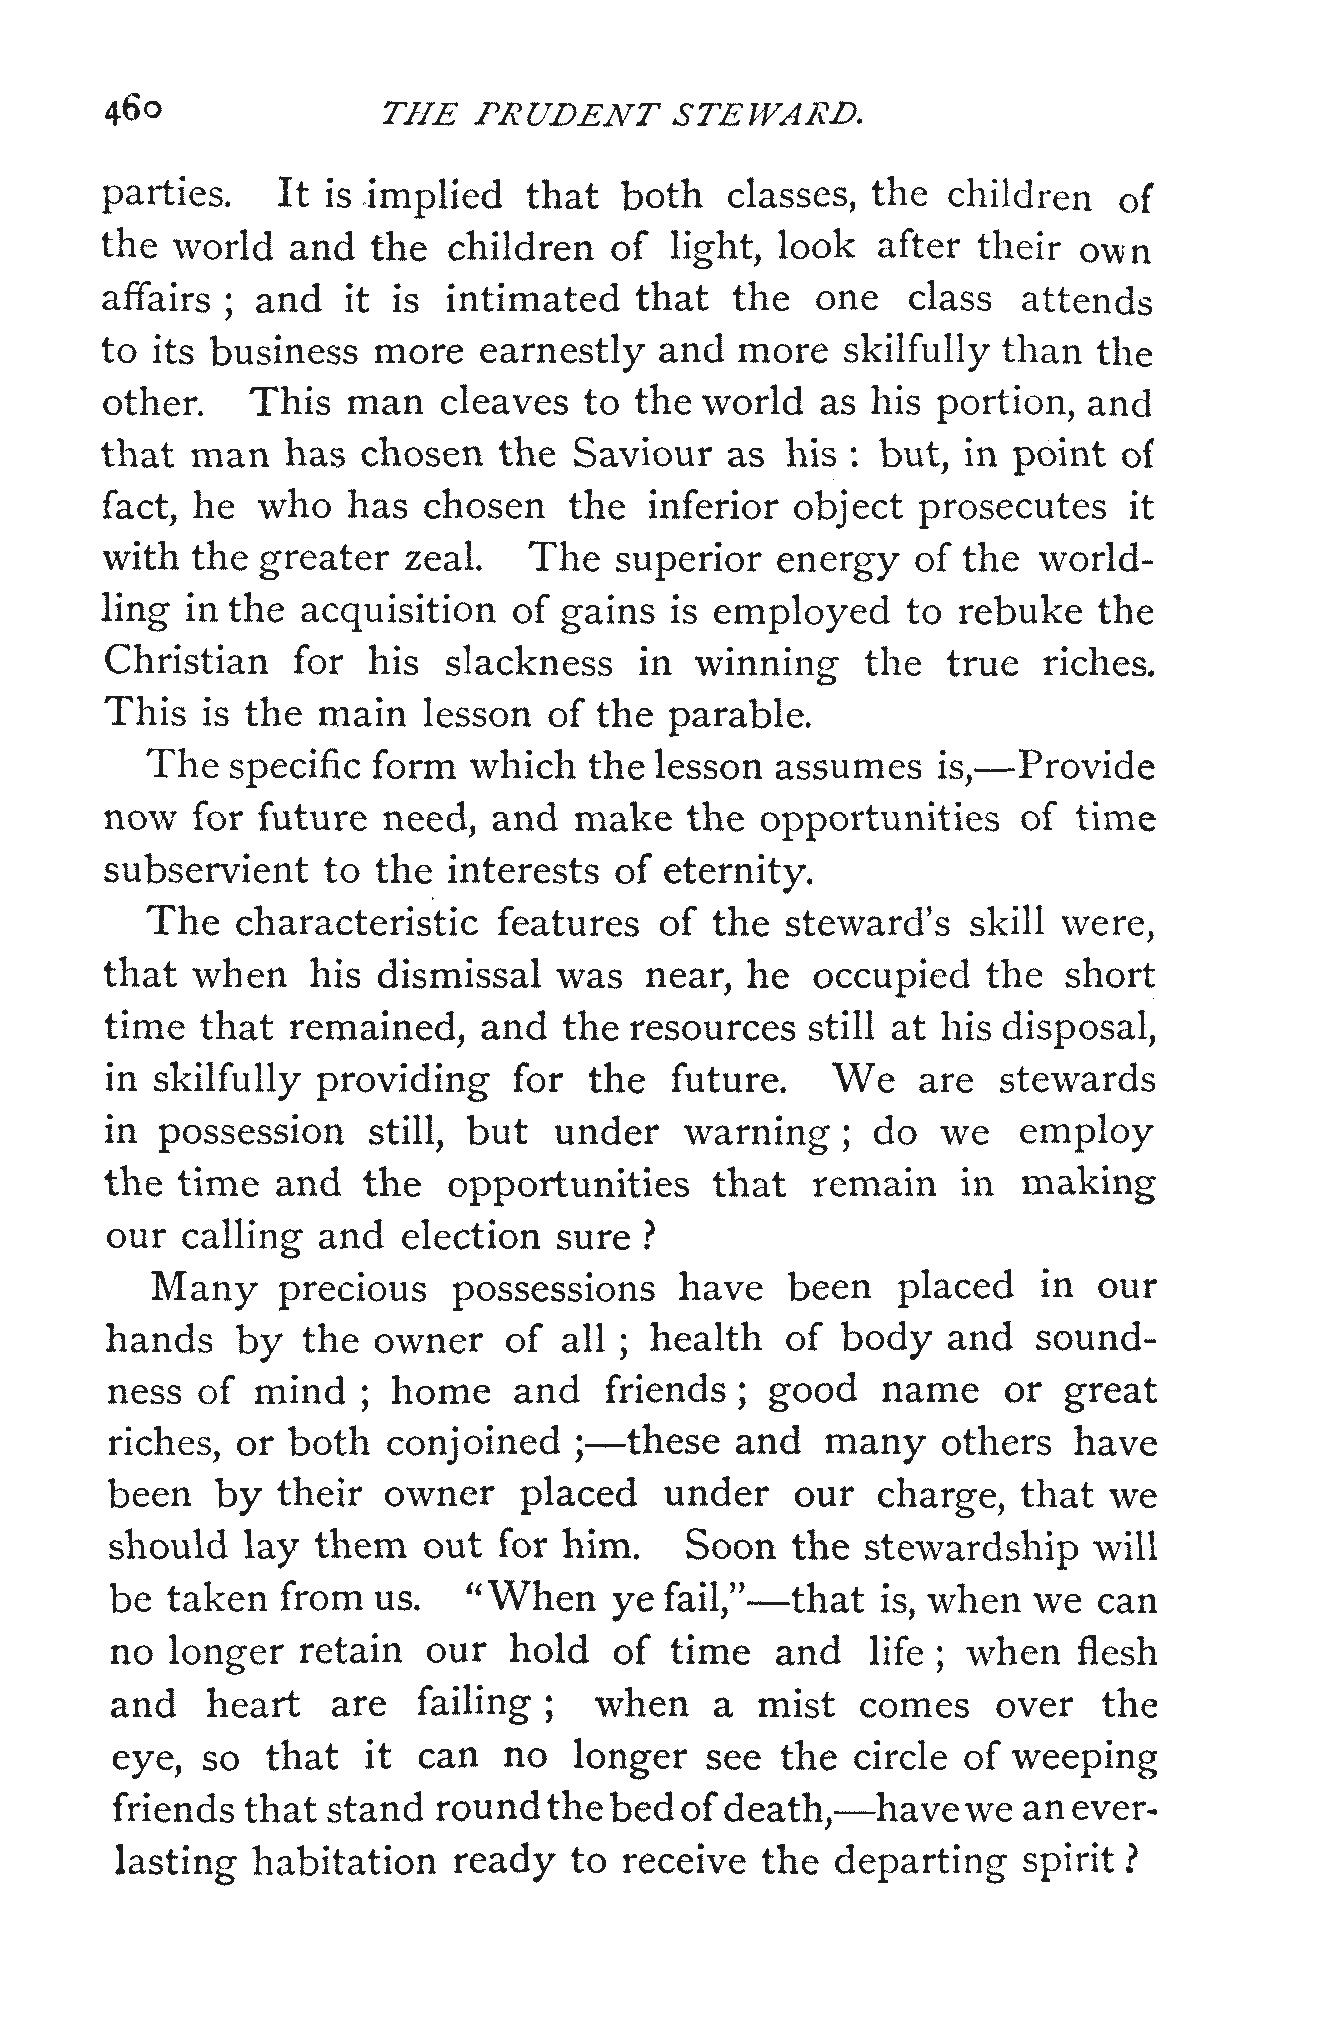 460 THE PRUDENT STEWARD.
parties. It is implied that both classes, the children of
the world and the children of light, look after their own
affairs ; and it is intimated that the one class attends
to its business more earnestly and more skilfully than the
other. This man cleaves to the world as his portion, and
that man has chosen the Saviour as his : but, in point of
fact, he who has chosen the inferior object prosecutes it
with the greater zeal. The superior energy of the world-
ling in the acquisition of gains is employed to rebuke the
Christian for his slackness in winning the true riches.
This is the main lesson of the parable.
The specific form which the lesson assumes is,—Provide
now for future need, and make the opportunities of time
subservient to the interests of eternity.
The characteristic features of the steward's skill were,
that when his dismissal was near, he occupied the short
time that remained, and the resources still at his disposal,
in skilfully providing for the future. We are stewards
in possession still, but under warning ; do we employ
the time and the opportunities that remain in making
our calling and election sure ?
Many precious possessions have been placed in our
hands by the owner of all ; health of body and sound-
ness of mind ; home and friends ; good name or great
riches, or both conjoined ;—these and many others have
been by their owner placed under our charge, that we
should lay them out for him. Soon the stewardship will
be taken from us. "When ye fail,"—that is, when we can
no longer retain our hold of time and life ; when flesh
and heart are failing ; when a mist comes over the
eye, so that it can no longer see the circle of weeping
friends that stand round the bed of death,—have we an ever-
lasting habitation ready to receive the departing spirit ?